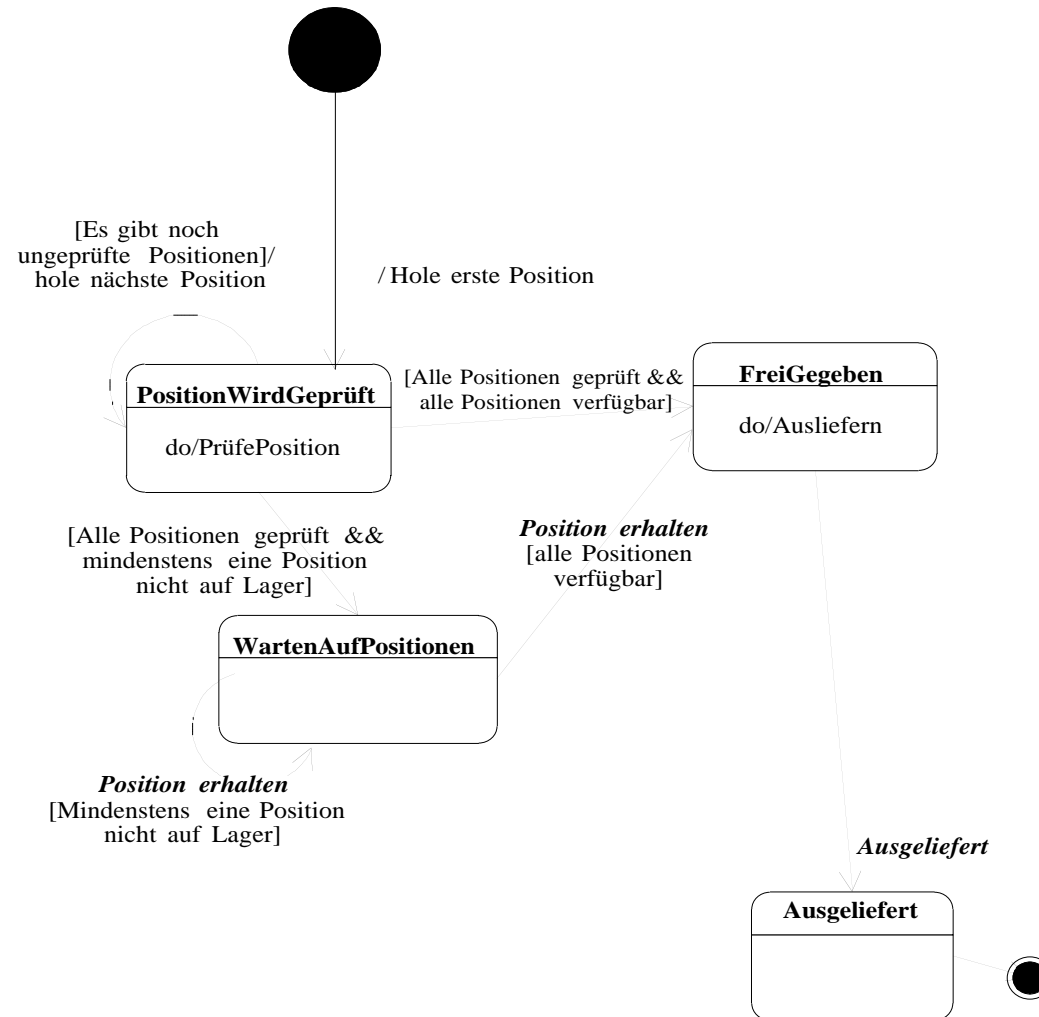 [Es gibt noch
ungeprüfte Positionen]/
hole nächste Position
/ Hole erste Position
PositionWirdGeprüft
do/PrüfePosition
[Alle Positionen geprüft &&
alle Positionen verfügbar]
FreiGegeben
do/Ausliefern
[Alle Positionen geprüft &&
mindenstens eine Position
nicht auf Lager]
Position erhalten
[alle Positionen
verfügbar]
WartenAufPositionen
Position erhalten
[Mindenstens eine Position
nicht auf Lager]
Ausgeliefert
Ausgeliefert